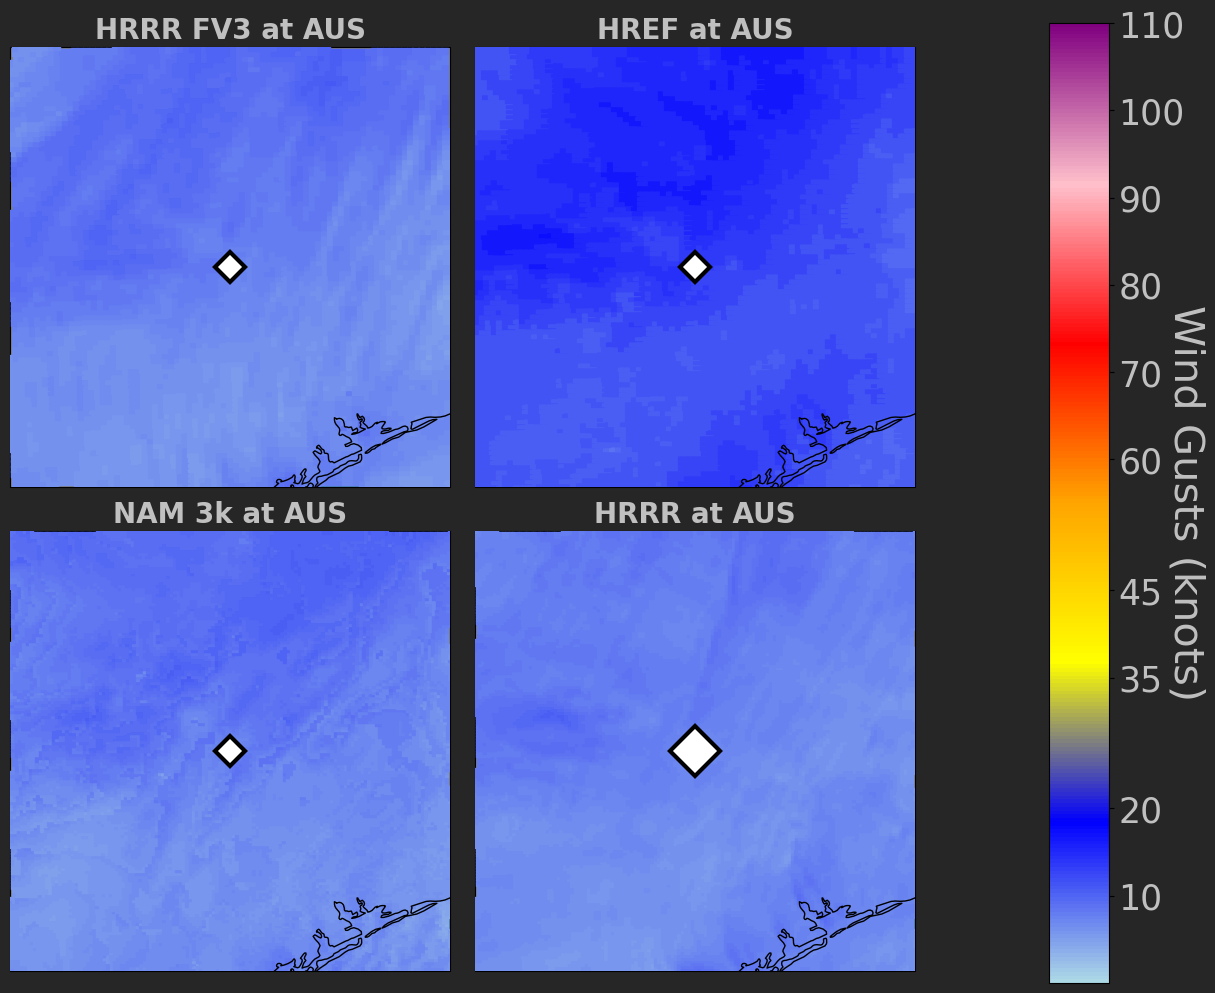 HRRR FV3 at AUS
HREF at AUS
NAM 3k at AUS
HRRR at AUS
110
100
90
80
70
60
45
35
20
10
Wind Gusts (knots)